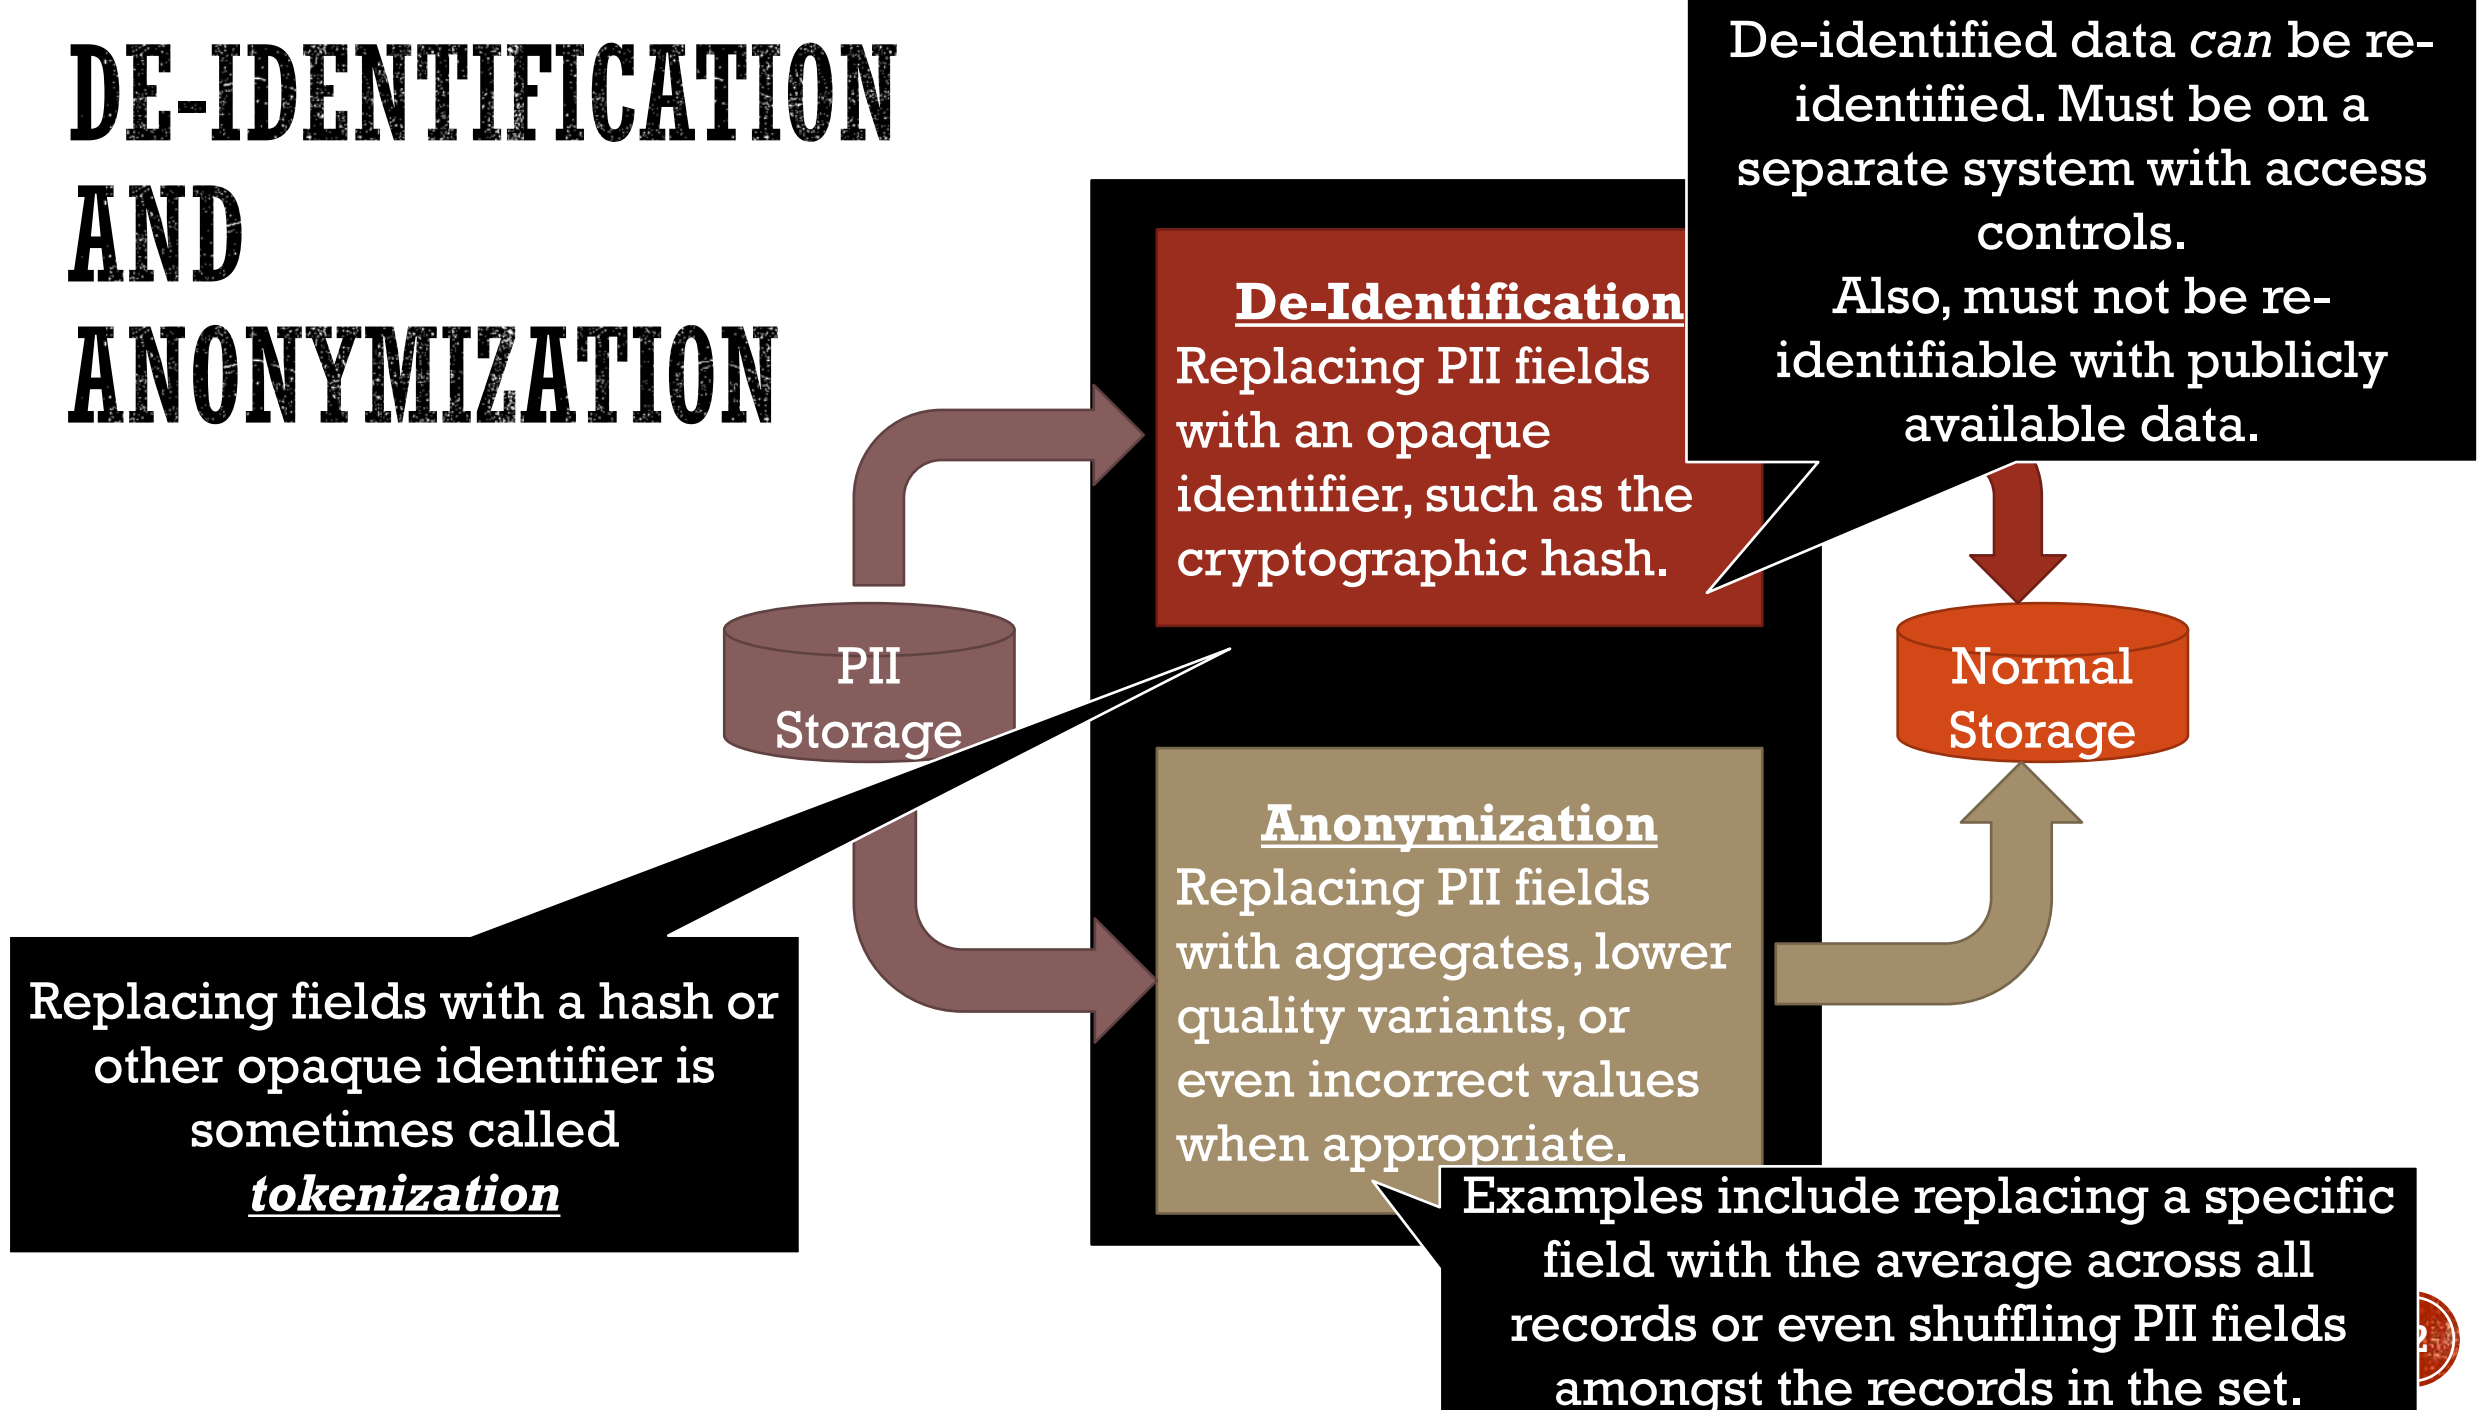 DE-IDENTIFICATION
AND
ANONYMIZATION
De-identified data can be re-
identified. Must be on a
separate system with access
controls.
Also, must not be re-
identifiable with publicly
available data.
De-Identification
Replacing PII fields
with an opaque
identifier, such as the
cryptographic hash.
PII
Storage
Normal
Storage
Anonymization
Replacing PII fields
with aggregates, lower
quality variants, or
even incorrect values
when appropriate.
Replacing fields with a hash or
other opaque identifier is
sometimes called
tokenization
Examples include replacing a specific
field with the average across all
records or even shuffling PII fields
amongst the records in the set.